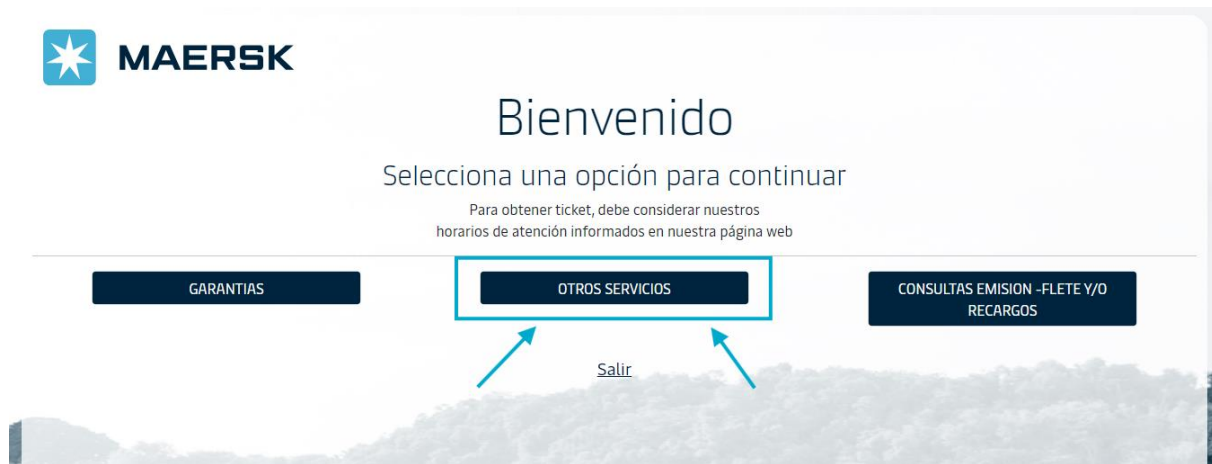 MAERSK
Bienvenido
Selecciona una opción para continuar
Para obtener ticket, debe considerar nuestros
horarios de atención informados en nuestra página web
GARANTIAS
OTROS SERVICIOS
CONSULTAS EMISION -FLETE Y/O
RECARGOS
Salir